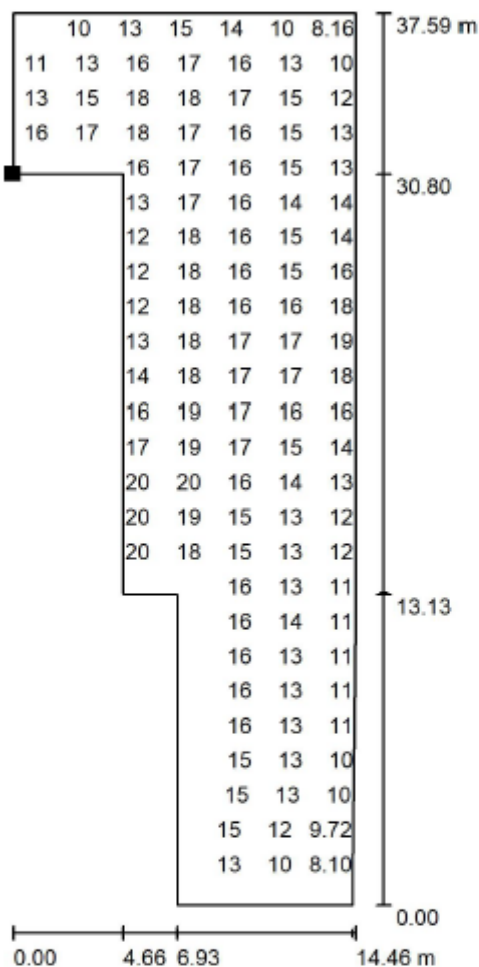 10 13 15 14 10 8.16 37.59 m
11 13 16 17 16 13 10
13 15 18 18 17 15 12
16 17 18 17 16 15 13
16 17 16 15 13 30.80
13 17 16 14 14
12 18 16 15 14
12 18 16 15 16
12 18 16 16 18
13 18 17 17 19
14 18 17 17 18
16 19 17 16 16
17 19 17 15 14
20 20 16 14 13
20 19 15 13 12
20 18 15 13 12
16 13 11 13.13
16 14 11
16 13 11
16 13 11
16 13 11
15 13 10
15 13 10
15 12 9.72
13 10 8.10
0.00
0.00 4.66 6.93 14.46 m